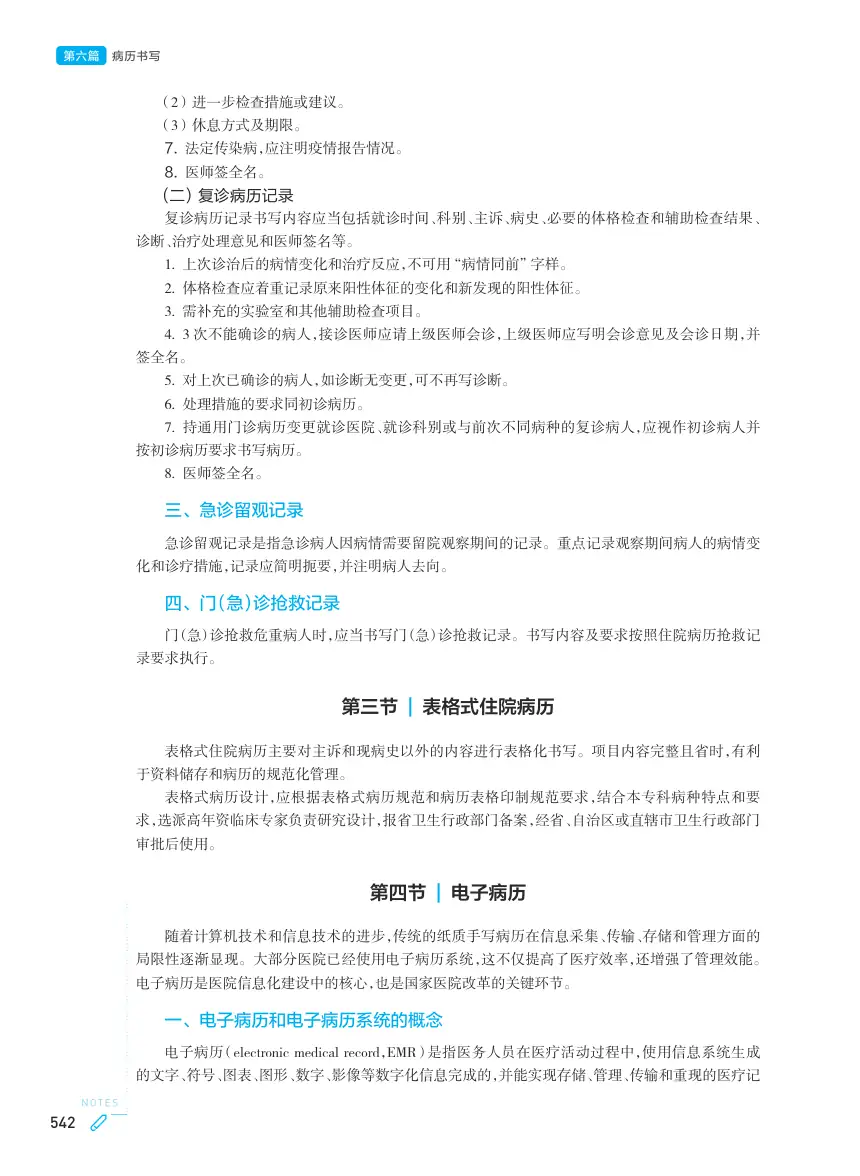 第六篇 病历书写
（2）进一步检查措施或建议。
（3）休息方式及期限。
7. 法定传染病，应注明疫情报告情况。
8. 医师签全名。
（二）复诊病历记录
复诊病历记录书写内容应当包括就诊时间、科别、主诉、病史、必要的体格检查和辅助检查结果、
诊断、治疗处理意见和医师签名等。
1. 上次诊治后的病情变化和治疗反应，不可用“病情同前”字样。
2. 体格检查应着重记录原来阳性体征的变化和新发现的阳性体征。
3. 需补充的实验室和其他辅助检查项目。
4. 3次不能确诊的病人，接诊医师应请上级医师会诊，上级医师应写明会诊意见及会诊日期，并
签全名。
5. 对上次已确诊的病人，如诊断无变更，可不再写诊断。
6. 处理措施的要求同初诊病历。
7. 持通用门诊病历变更就诊医院、就诊科别或与前次不同病种的复诊病人，应视作初诊病人并
按初诊病历要求书写病历。
8. 医师签全名。
三、急诊留观记录
急诊留观记录是指急诊病人因病情需要留院观察期间的记录。重点记录观察期间病人的病情变
化和诊疗措施，记录应简明扼要，并注明病人去向。
四、门（急）诊抢救记录
门（急）诊抢救危重病人时，应当书写门（急）诊抢救记录。书写内容及要求按照住院病历抢救记
录要求执行。
第三节｜表格式住院病历
表格式住院病历主要对主诉和现病史以外的内容进行表格化书写。项目内容完整且省时，有利
于资料储存和病历的规范化管理。
表格式病历设计，应根据表格式病历规范和病历表格印制规范要求，结合本专科病种特点和要
求，选派高年资临床专家负责研究设计，报省卫生行政部门备案，经省、自治区或直辖市卫生行政部门
审批后使用。
第四节｜电子病历
随着计算机技术和信息技术的进步，传统的纸质手写病历在信息采集、传输、存储和管理方面的
局限性逐渐显现。大部分医院已经使用电子病历系统，这不仅提高了医疗效率，还增强了管理效能。
电子病历是医院信息化建设中的核心，也是国家医院改革的关键环节。
一、电子病历和电子病历系统的概念
电子病历（electronic medical record，EMR）是指医务人员在医疗活动过程中，使用信息系统生成
的文字、符号、图表、图形、数字、影像等数字化信息完成的，并能实现存储、管理、传输和重现的医疗记
NOTES
542